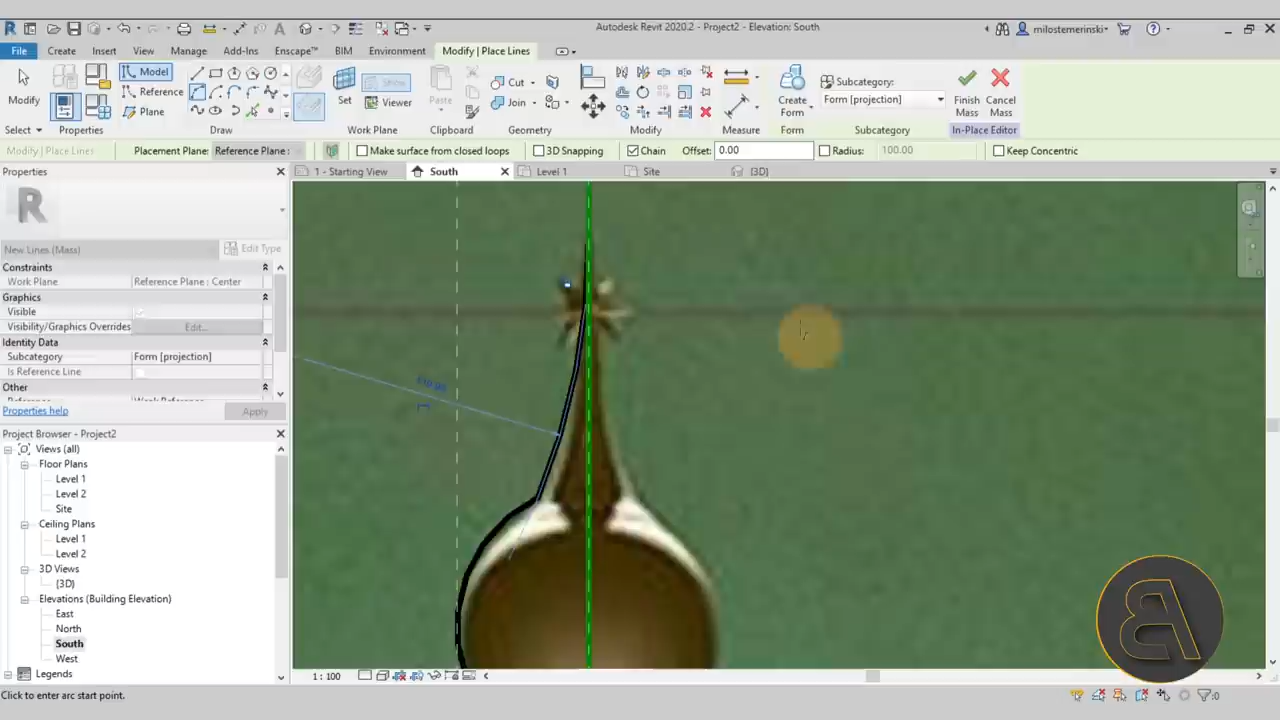 Autodesk Revit 2020.2 - Project2 - Elevation: South
milostemerinski
File Create Insert View Manage Add-Ins Enscape™ BIM Environment Modify | Place Lines
Modify
Model
Reference
Plane
Set
Show
Viewer
Paste
Cut
Join
Create Form
Subcategory:
Form [projection]
Finish Mass
Cancel Mass
Select Properties Draw Work Plane Clipboard Geometry Modify Measure Form Subcategory In-Place Editor
Modify | Place Lines Placement Plane: Reference Plane : Make surface from closed loops 3D Snapping Chain Offset: 0.00 Radius: 100.00 Keep Concentric
Properties
1 - Starting View South Level 1 Site {3D}
New Lines (Mass) Edit Type
Constraints
Work Plane Reference Plane : Center
Graphics
Visible
Visibility/Graphics Overrides Edit...
Identity Data
Subcategory Form [projection]
Is Reference Line
Other
Properties help Apply
Project Browser - Project2
Views (all)
Floor Plans
Level 1
Level 2
Site
Ceiling Plans
Level 1
Level 2
3D Views
{3D}
Elevations (Building Elevation)
East
North
South
West
Legends
1 : 100
Click to enter arc start point.
:0